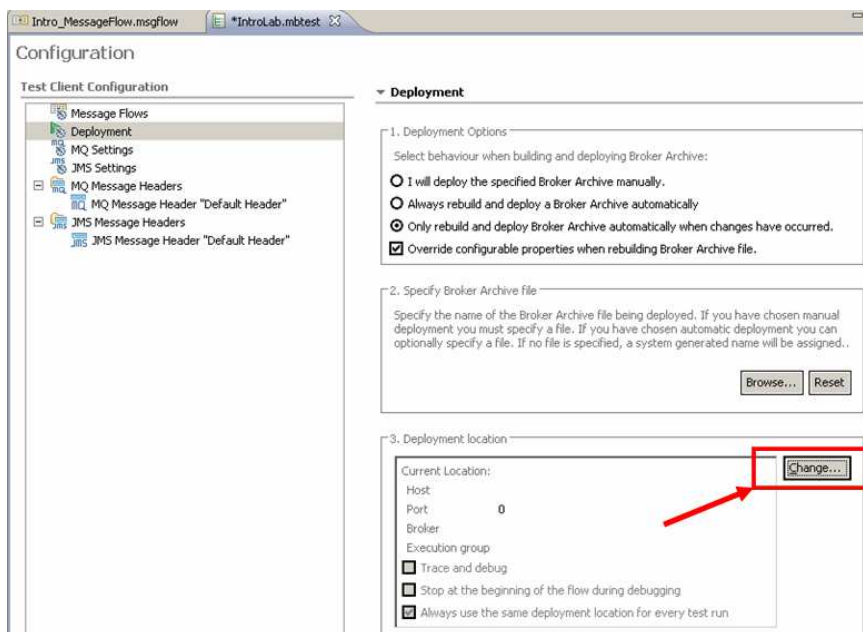 Intro_MessageFlow.msgflow
*IntroLab.mbtest
Configuration
Test Client Configuration
Message Flows
Deployment
MQ Settings
JMS Settings
MQ Message Headers
MQ Message Header "Default Header"
JMS Message Headers
JMS Message Header "Default Header"
Deployment
1. Deployment Options
Select behaviour when building and deploying Broker Archive:
I will deploy the specified Broker Archive manually.
Always rebuild and deploy a Broker Archive automatically
Only rebuild and deploy Broker Archive automatically when changes have occurred.
Override configurable properties when rebuilding Broker Archive file.
2. Specify Broker Archive file
Specify the name of the Broker Archive file being deployed. If you have chosen manual
deployment you must specify a file. If you have chosen automatic deployment you can
optionally specify a file. If no file is specified, a system generated name will be assigned..
Browse... Reset
3. Deployment location
Change...
Current Location:
Host
Port 0
Broker
Execution group
Trace and debug
Stop at the beginning of the flow during debugging
Always use the same deployment location for every test run